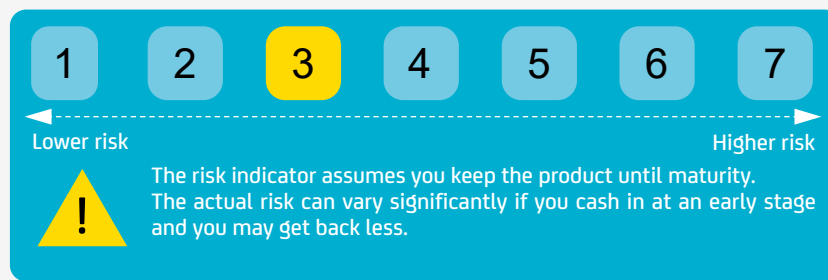 1 2 3 4 5 6 7
Lower risk Higher risk
! The risk indicator assumes you keep the product until maturity.
The actual risk can vary significantly if you cash in at an early stage
and you may get back less.